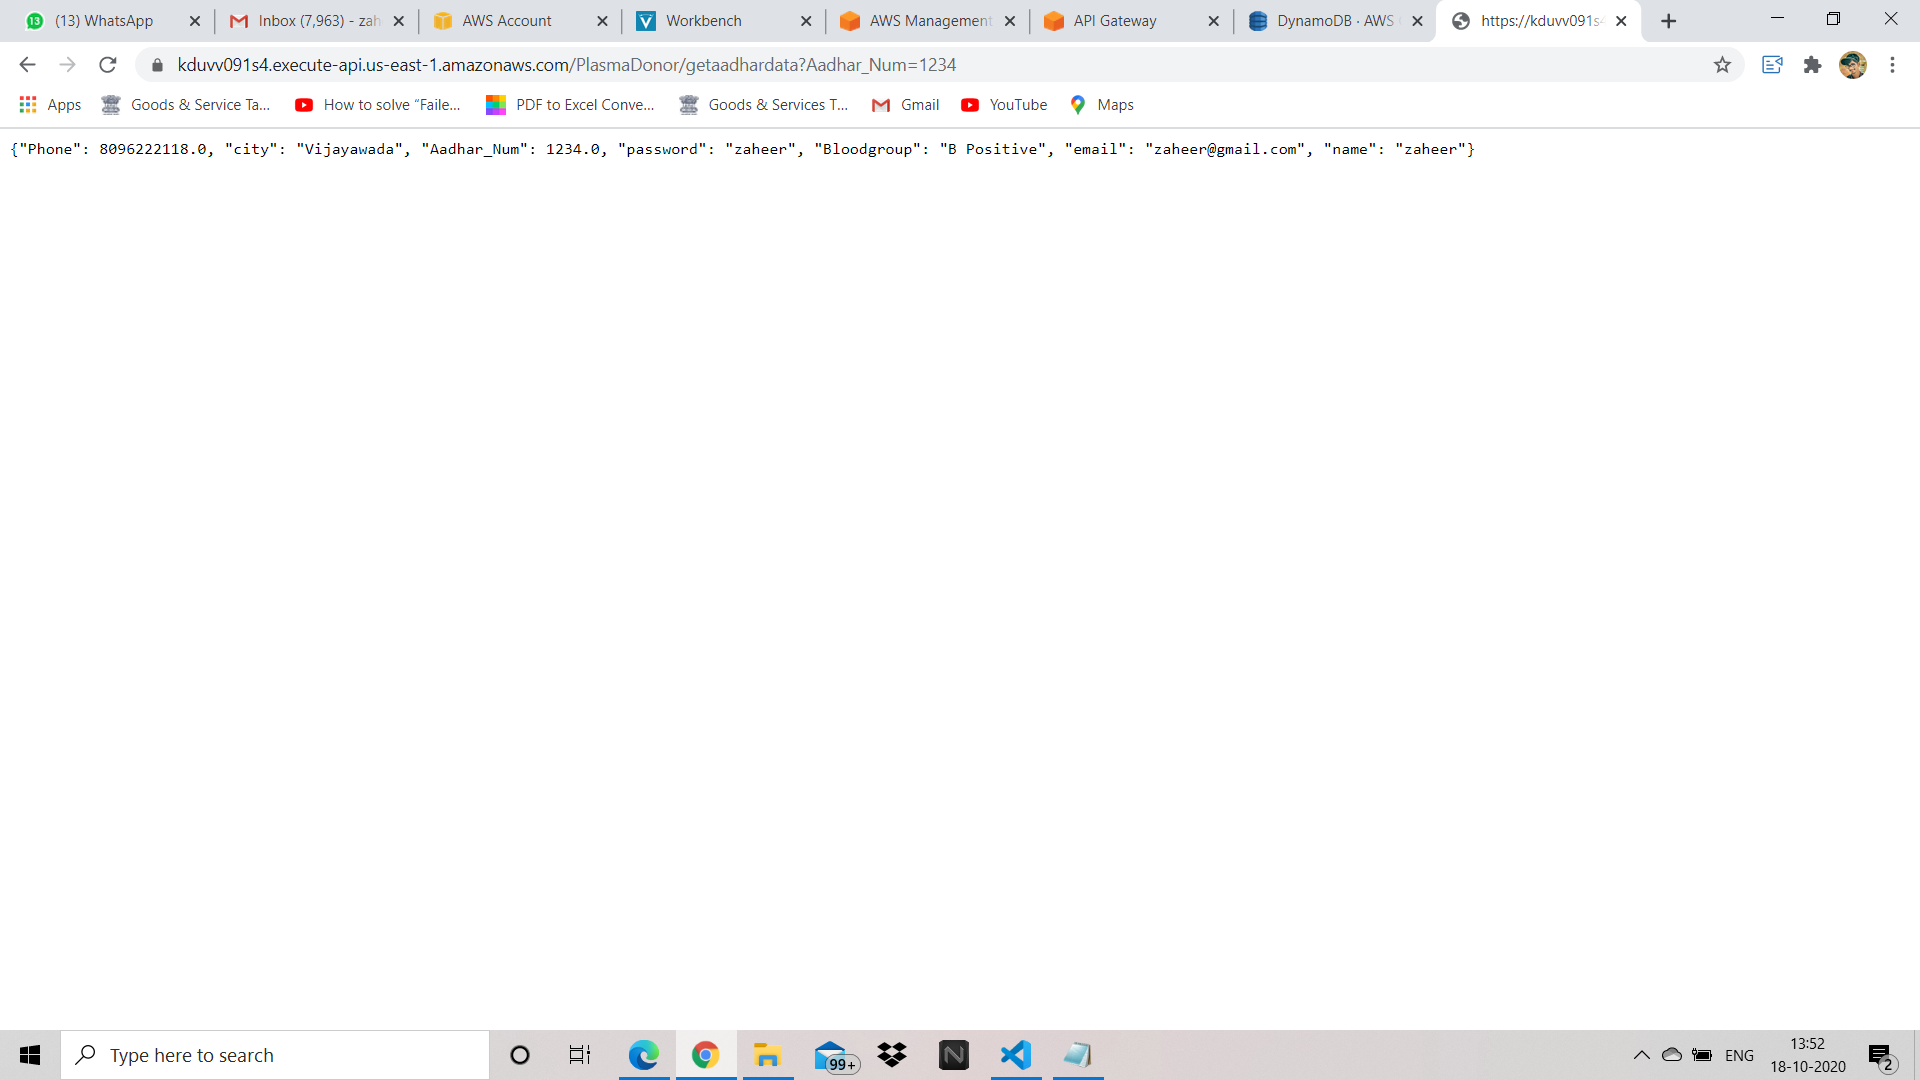 13 (13) WhatsApp
Inbox (7,963) - zah
AWS Account
Workbench
AWS Management
API Gateway
DynamoDB · AWS
https://kduvv091s
kduvv091s4.execute-api.us-east-1.amazonaws.com/PlasmaDonor/getaadhardata?Aadhar_Num=1234
Apps
Goods & Service Ta...
How to solve “Faile...
PDF to Excel Conve...
Goods & Services T...
Gmail
YouTube
Maps
{"Phone": 8096222118.0, "city": "Vijayawada", "Aadhar_Num": 1234.0, "password": "zaheer", "Bloodgroup": "B Positive", "email": "zaheer@gmail.com", "name": "zaheer"}
Type here to search
99+
ENG
13:52
18-10-2020
2